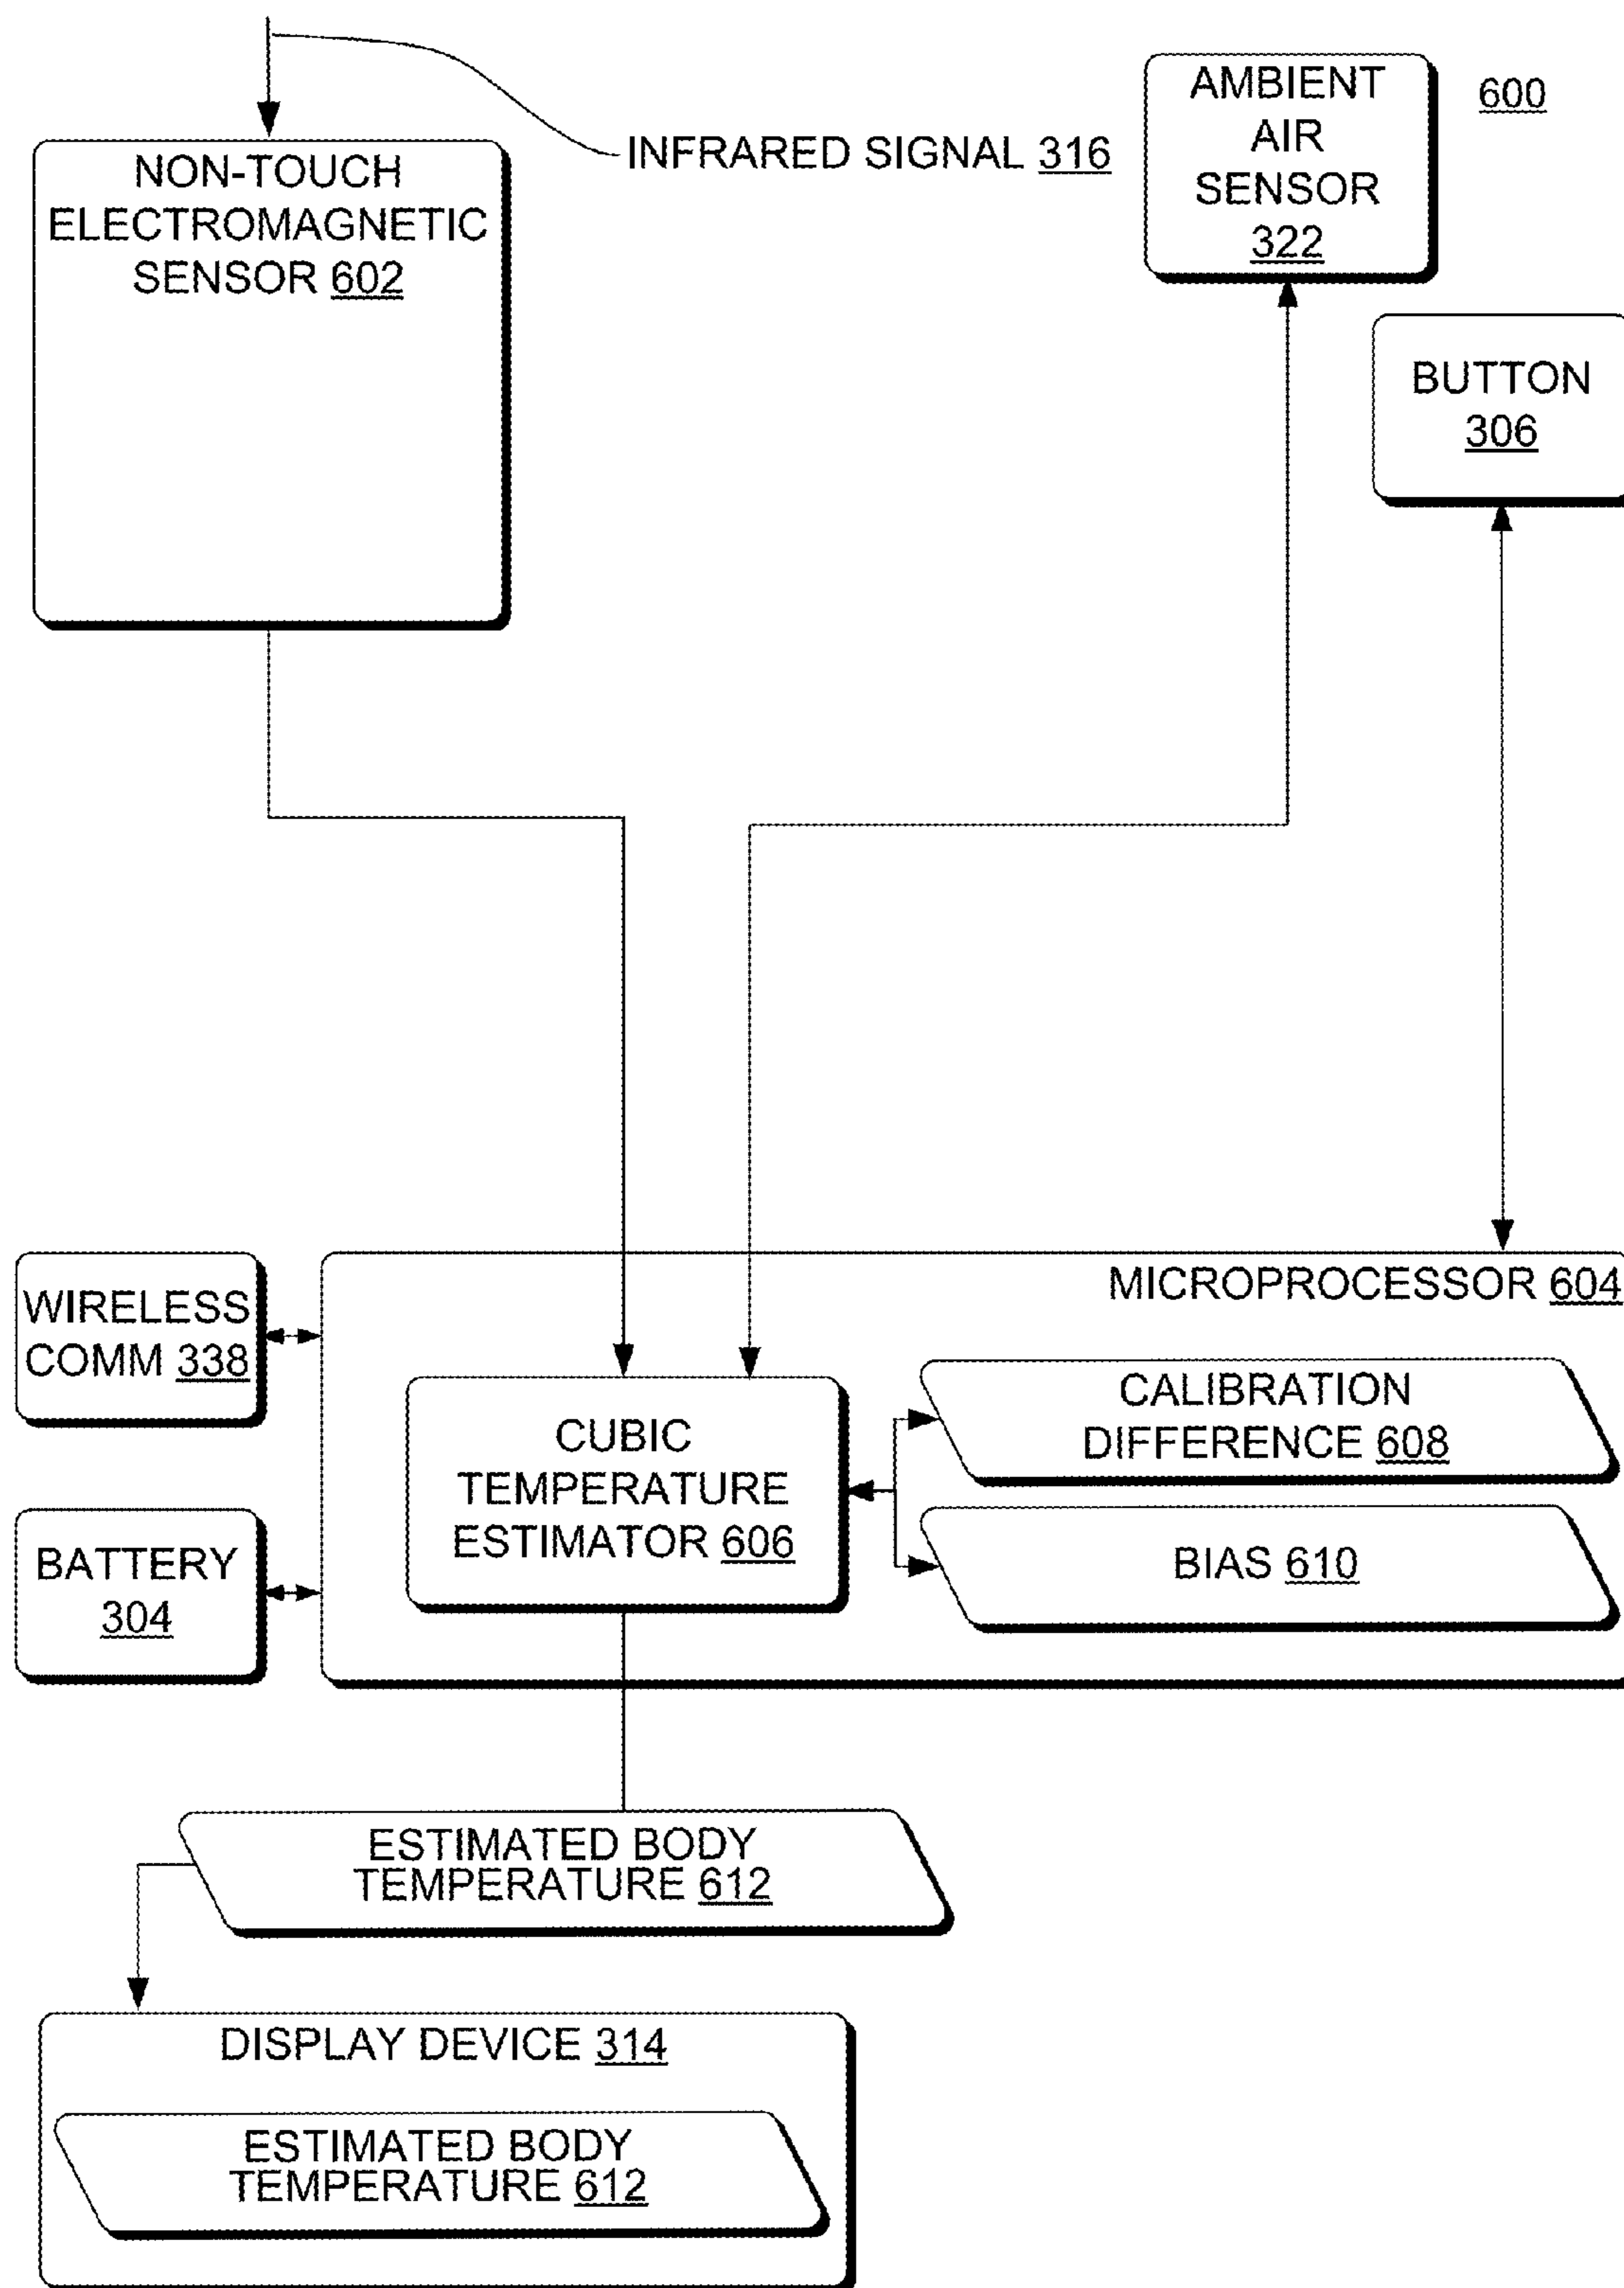 NON-TOUCH
ELECTROMAGNETIC
SENSOR 602
INFRARED SIGNAL 316
AMBIENT
AIR
SENSOR
322
600
BUTTON
306
WIRELESS
COMM 338
BATTERY
304
MICROPROCESSOR 604
CUBIC
TEMPERATURE
ESTIMATOR 606
CALIBRATION
DIFFERENCE 608
BIAS 610
ESTIMATED BODY
TEMPERATURE 612
DISPLAY DEVICE 314
ESTIMATED BODY
TEMPERATURE 612